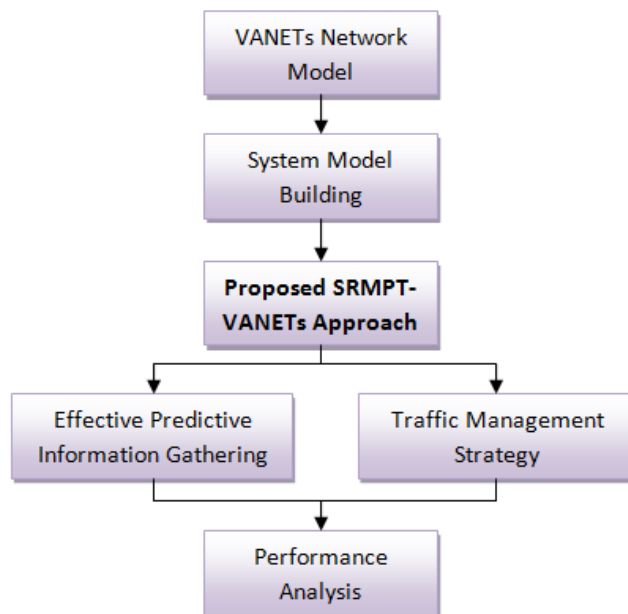 VANETs Network
Model
System Model
Building
Proposed SRMPT-
VANETs Approach
Effective Predictive
Information Gathering
Traffic Management
Strategy
Performance
Analysis